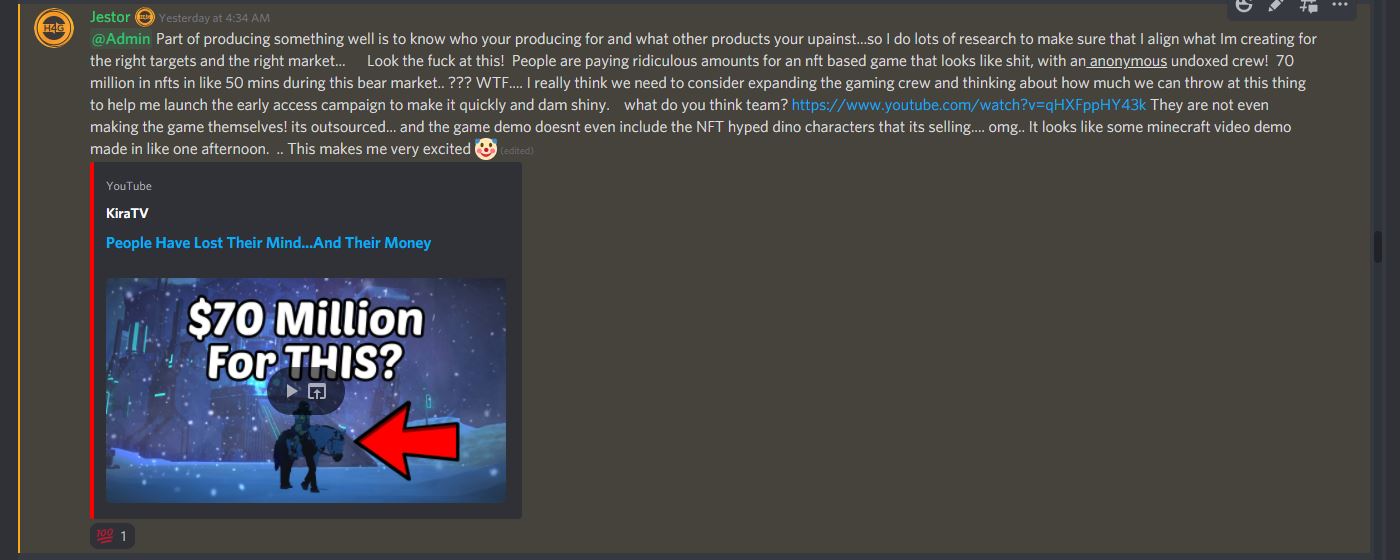 Jestor H4G Yesterday at 4:34 AM
H4G
@Admin Part of producing something well is to know who your producing for and what other products your upainst...so I do lots of research to make sure that I align what Im creating for
the right targets and the right market... Look the fuck at this! People are paying ridiculous amounts for an nft based game that looks like shit, with an anonymous undoxed crew! 70
million in nfts in like 50 mins during this bear market.. ??? WTF.... I really think we need to consider expanding the gaming crew and thinking about how much we can throw at this thing
to help me launch the early access campaign to make it quickly and dam shiny. what do you think team? https://www.youtube.com/watch?v=qHXFppHY43k They are not even
making the game themselves! its outsourced... and the game demo doesnt even include the NFT hyped dino characters that its selling.... omg.. It looks like some minecraft video demo
made in like one afternoon. .. This makes me very excited 🤡 (edited)
YouTube
KiraTV
People Have Lost Their Mind...And Their Money
$70 Million
For THIS?
💯 1